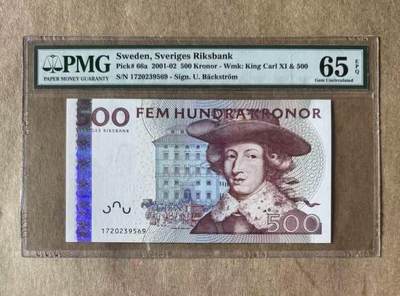 PMG
PAPER MONEY GUARANTY
Sweden, Sveriges Riksbank
Pick# 66a 2001-02 500 Kronor - Wmk: King Carl XI & 500
S/N 1720239569 - Sign. U. Bäckström
65 EPQ
Gem Uncirculated
500 FEM HUNDRA KRONOR
SVERIGES RIKSBANK
500
1720239569